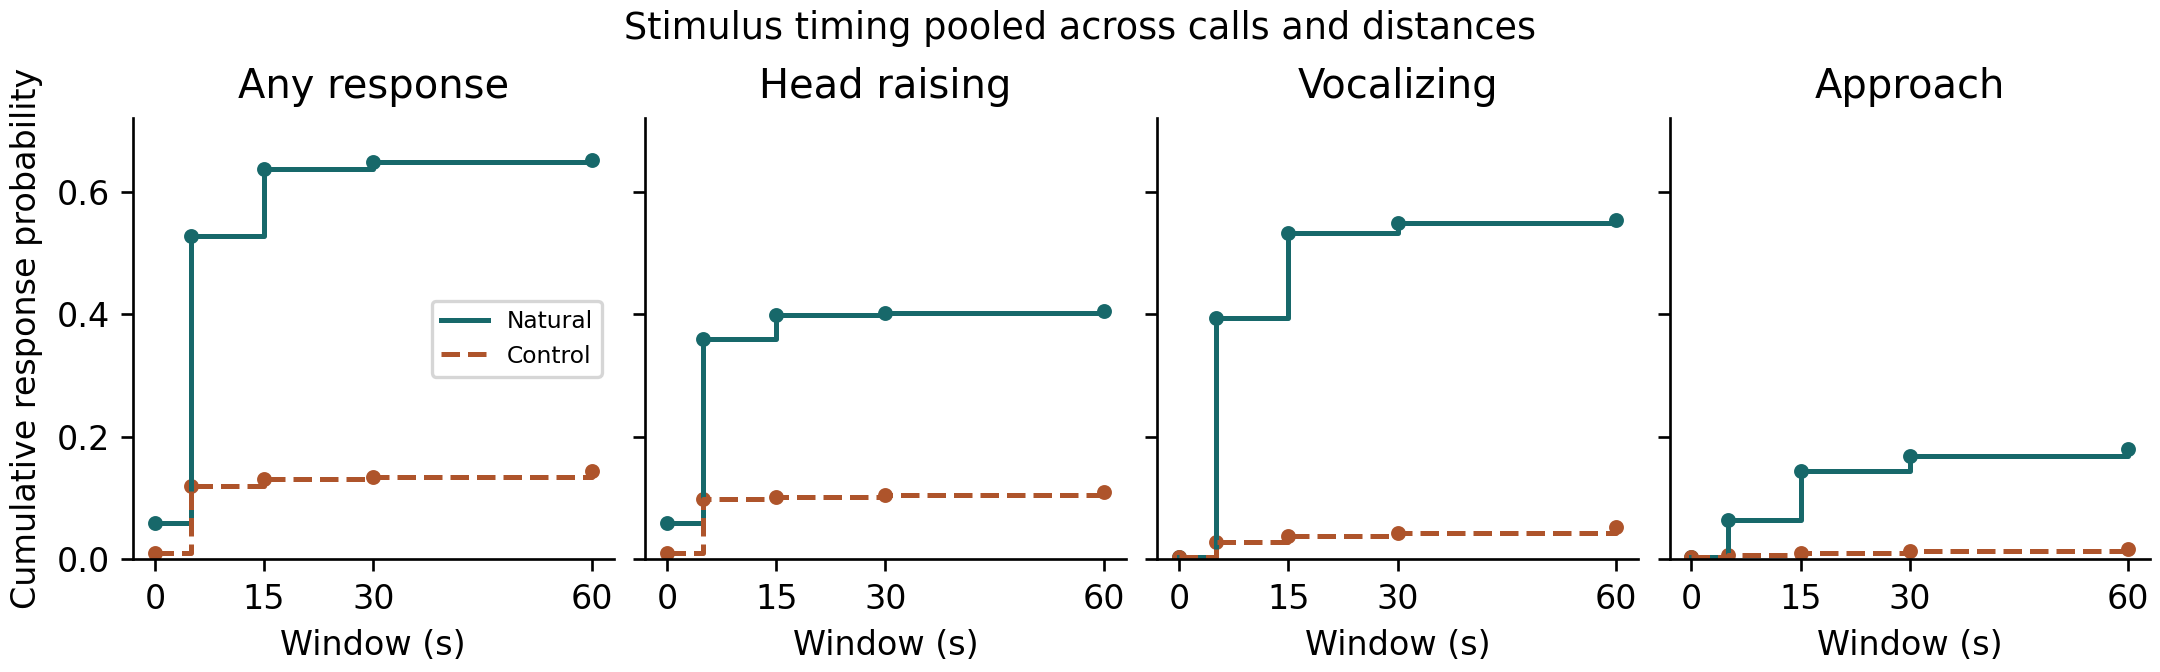 Stimulus timing pooled across calls and distances
Any response
Head raising
Vocalizing
Approach
Cumulative response probability
0.6
0.4
0.2
0.0
Natural
Control
0 15 30 60
0 15 30 60
0 15 30 60
0 15 30 60
Window (s)
Window (s)
Window (s)
Window (s)